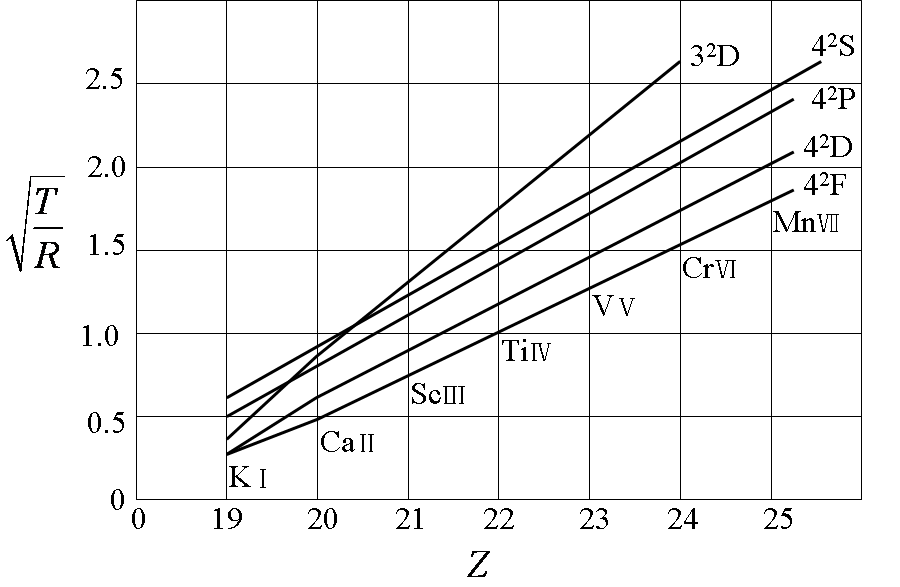 3²D
4²S
2.5
4²P
4²D
2.0
4²F
√T/R
MnⅦ
1.5
CrⅥ
VⅤ
1.0
TiⅣ
ScⅢ
0.5
CaⅡ
KⅠ
0
0 19 20 21 22 23 24 25
Z